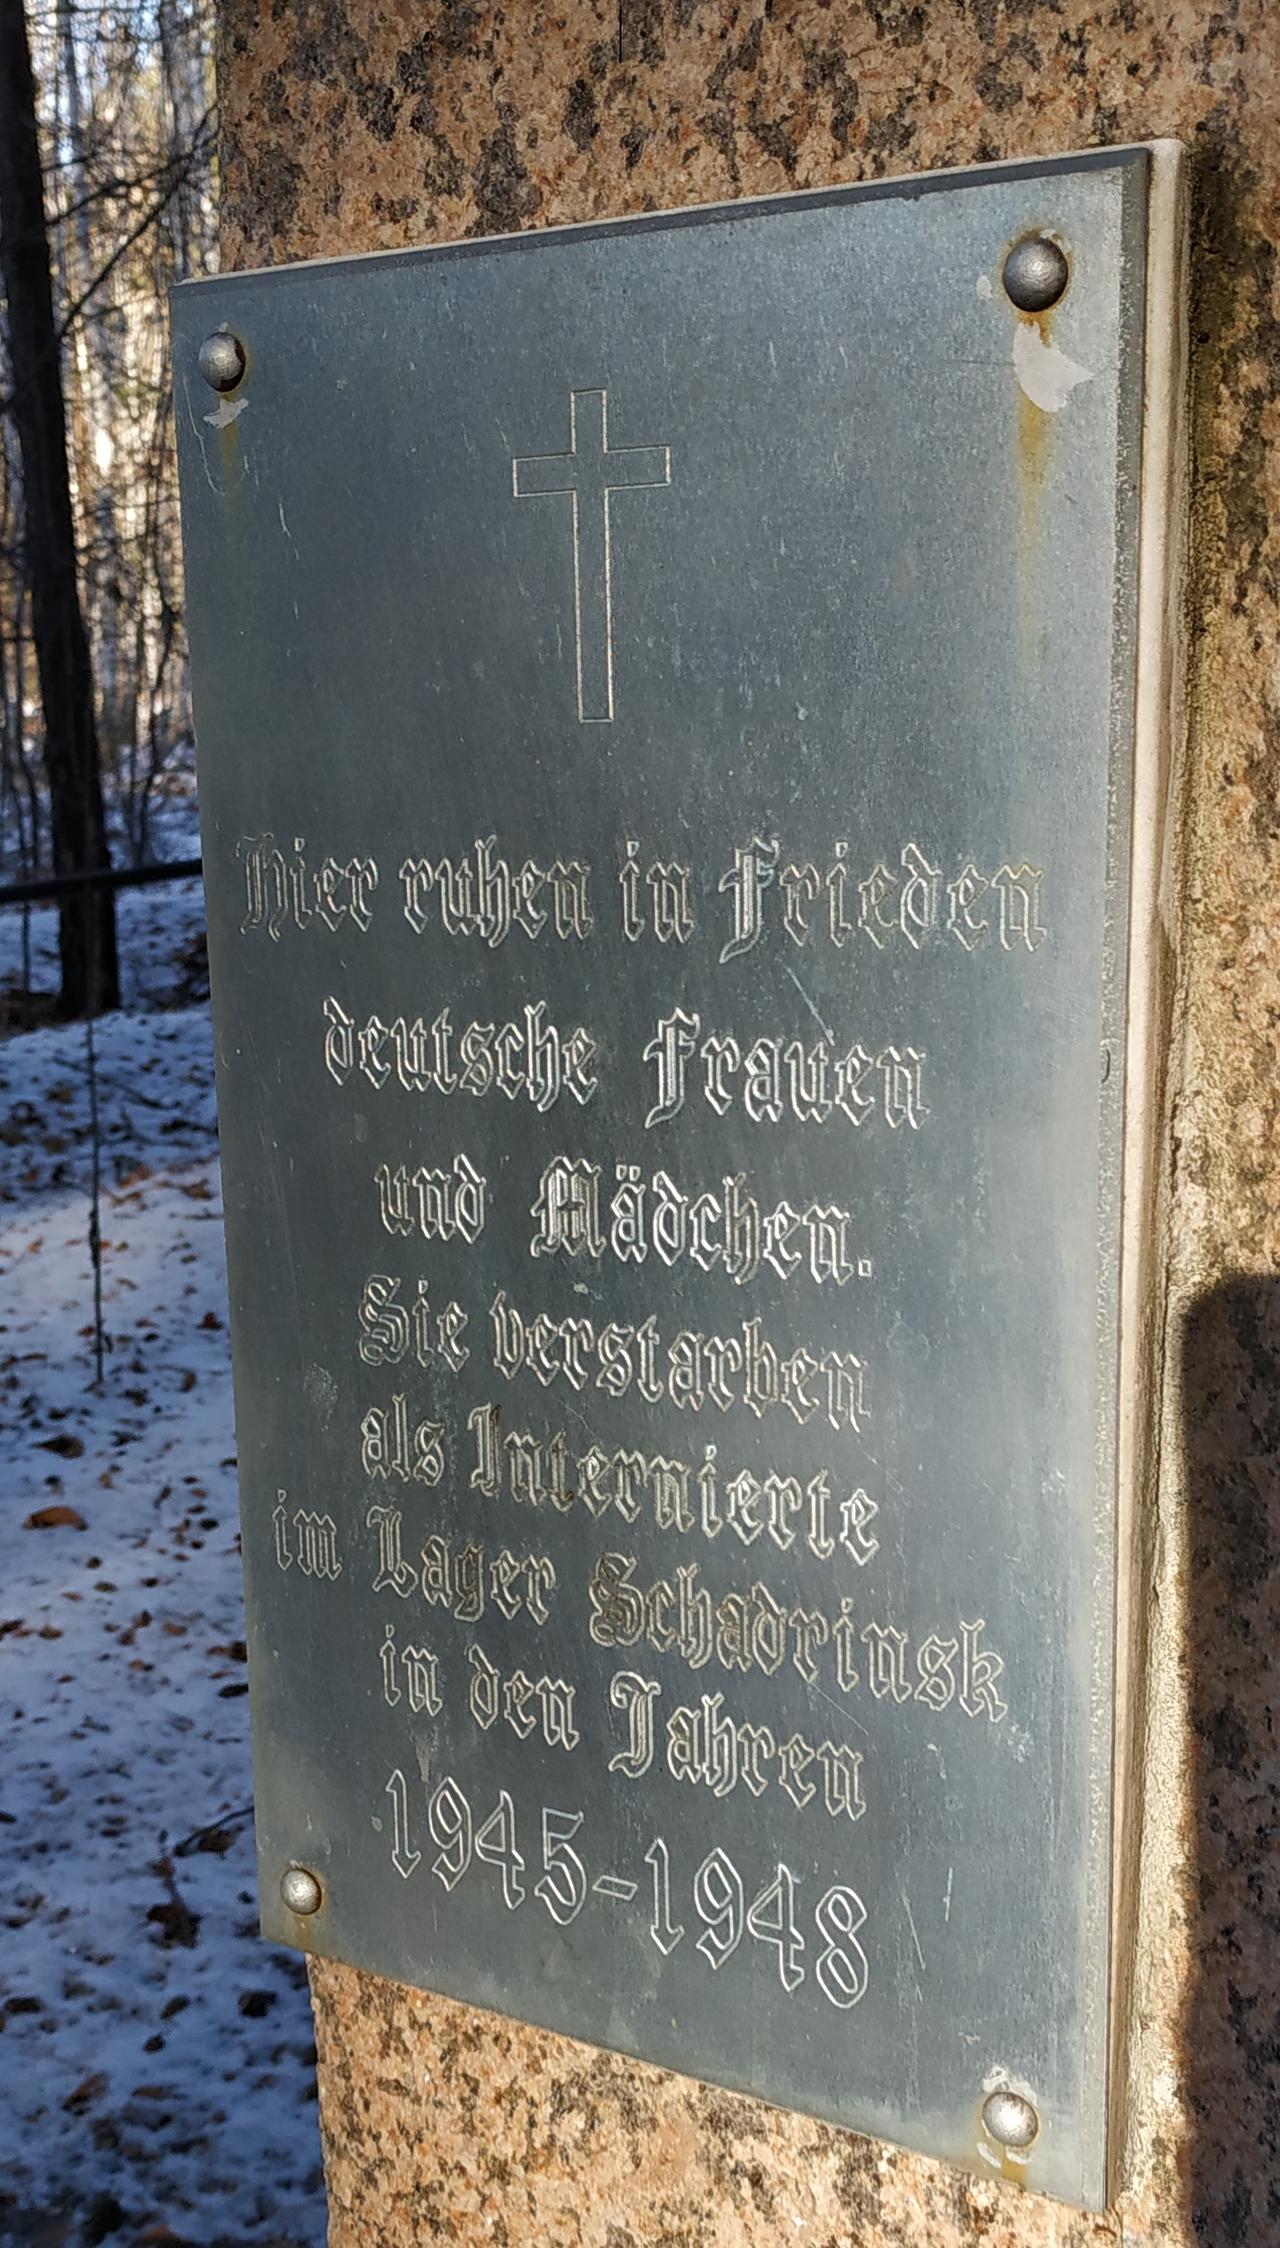 Hier ruhen in Frieden
deutsche Frauen
und Mädchen.
Sie verstarben
als Internierte
im Lager Schadrinsk
in den Jahren
1945-1948